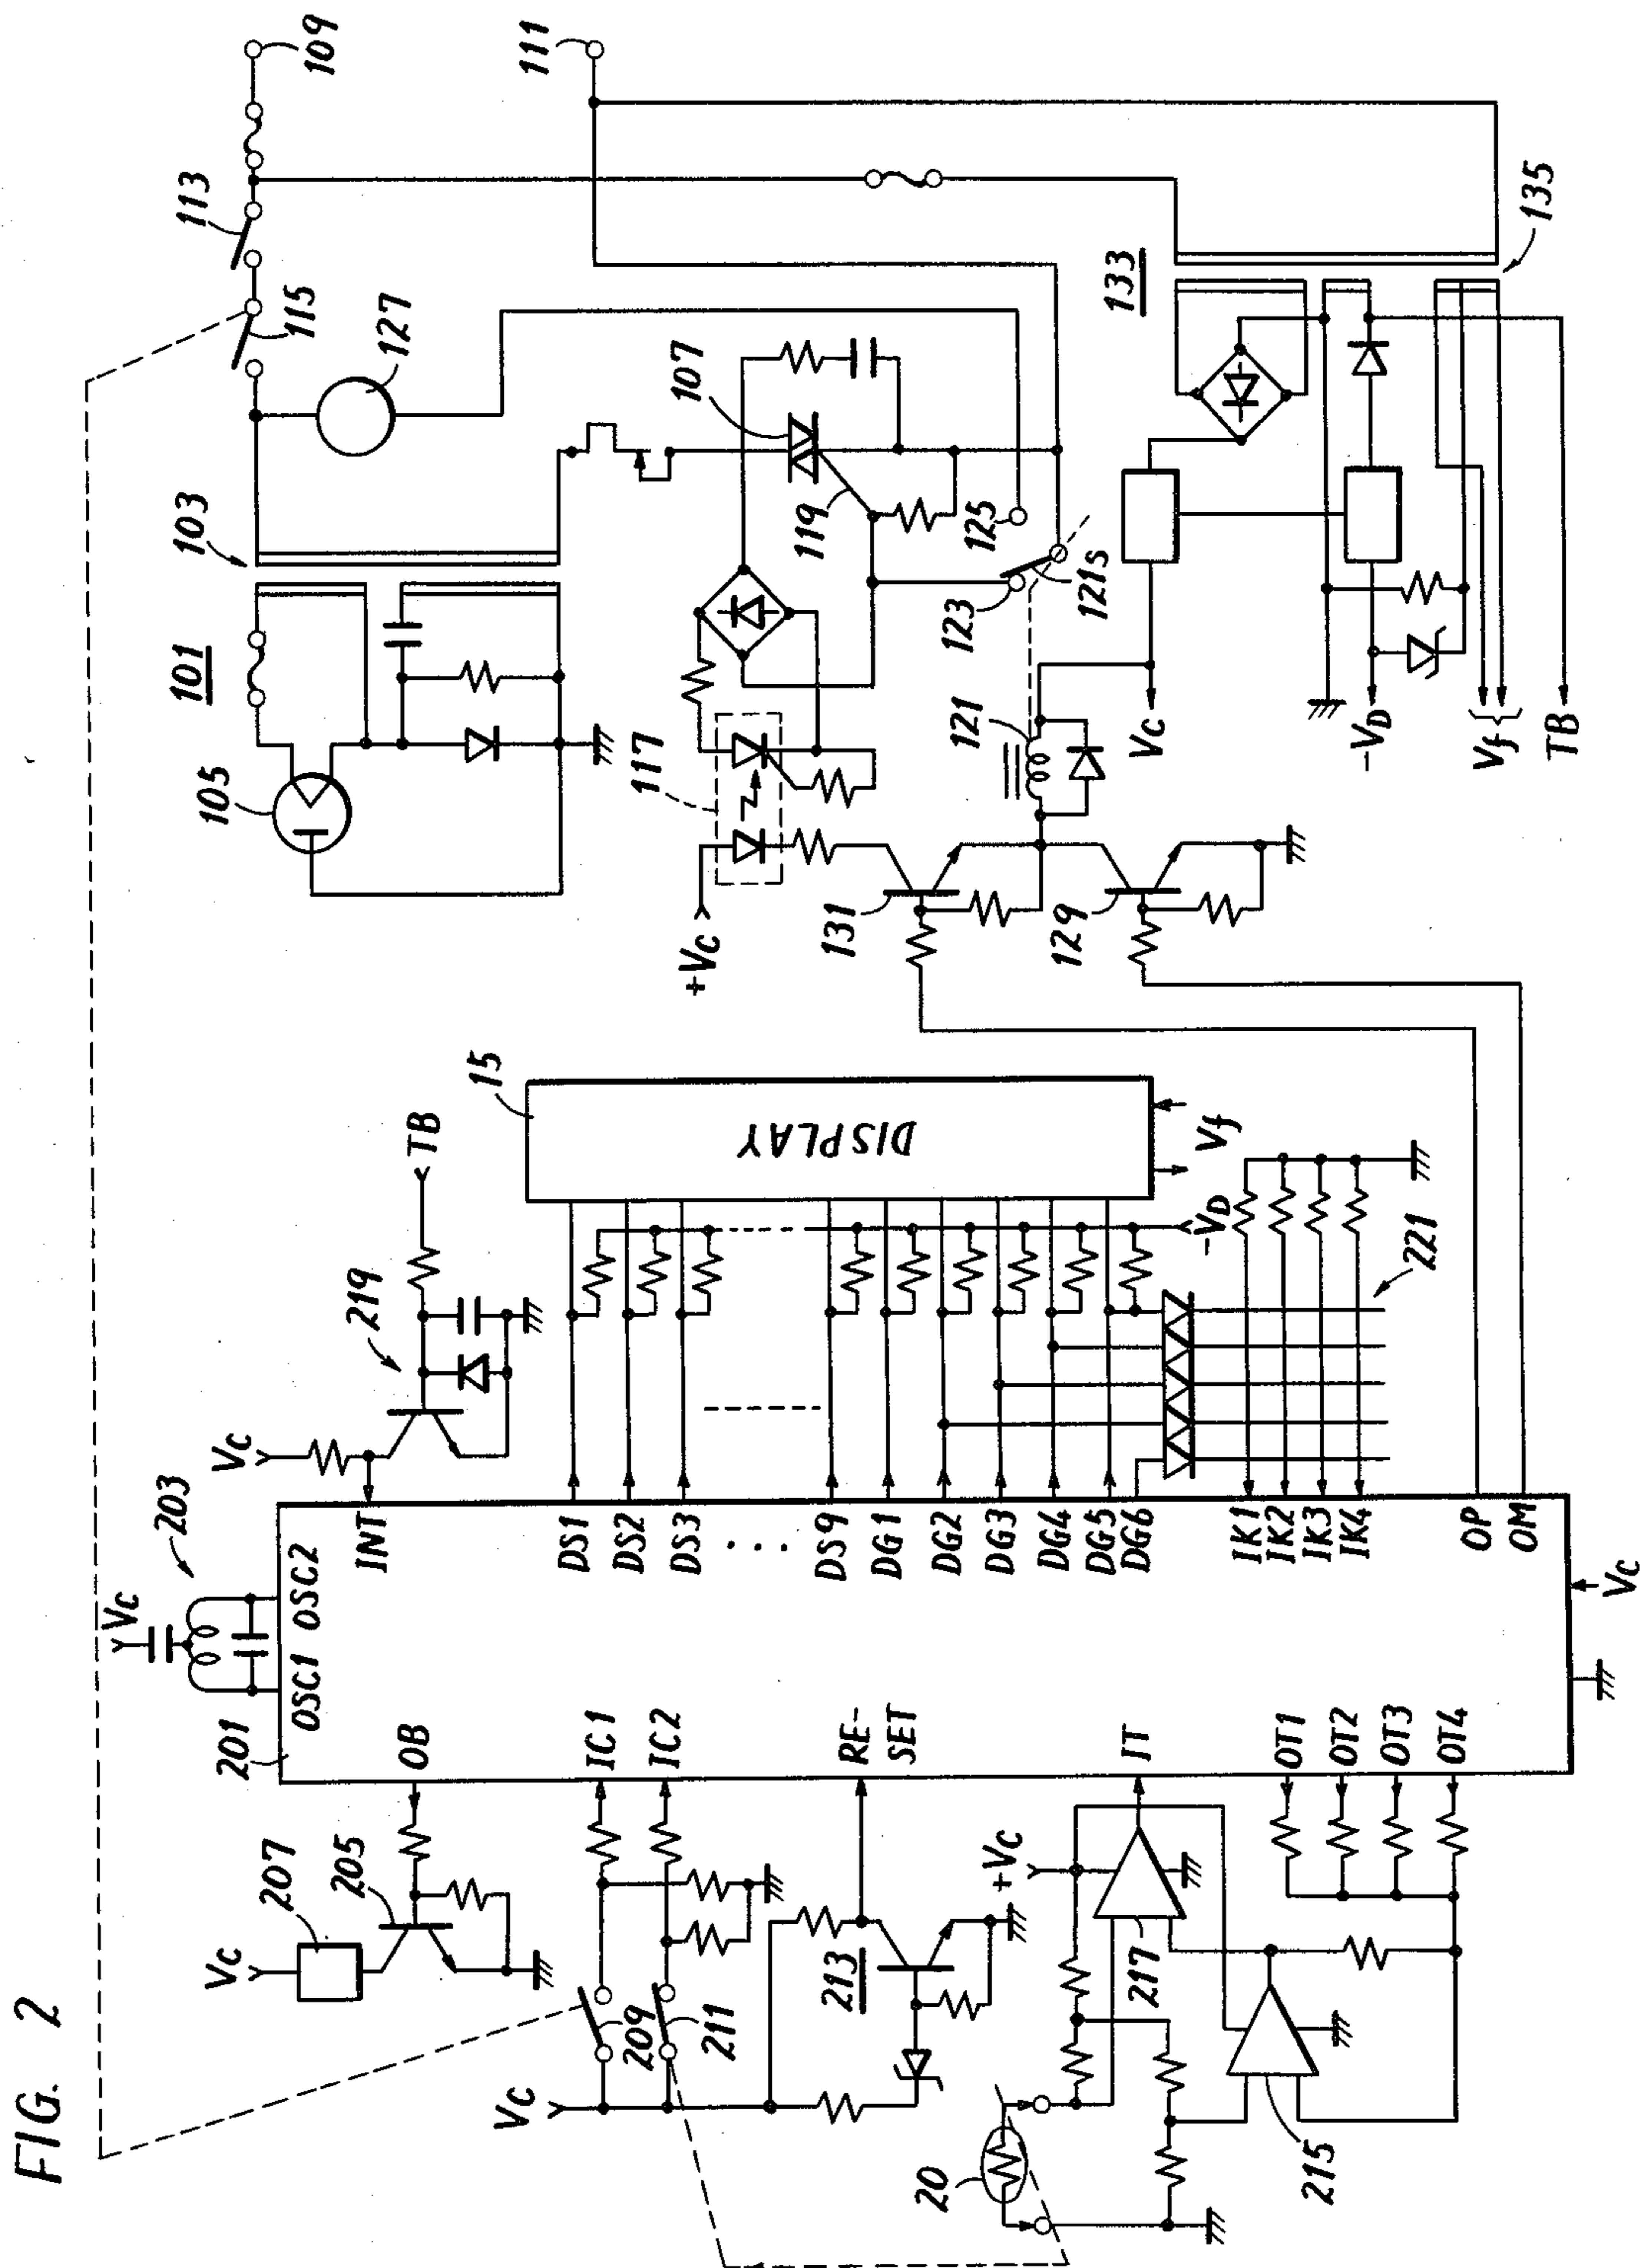 FIG. 2
109
111
113
115
127
103
101
105
107
119
117
+Vc
125
123
121s
121
131
129
133
135
Vc
-VD
Vf
TB
15
DISPLAY
Vf
-VD
TB
219
Vc
203
Vc
201
OSC1 OSC2
INT
DS1
DS2
DS3
...
DS9
DG1
DG2
DG3
DG4
DG5
DG6
IK1
IK2
IK3
IK4
221
OP
OM
Vc
OB
IC1
IC2
RE-
SET
IT
OT1
OT2
OT3
OT4
207
205
Vc
209
211
Vc
213
+Vc
217
215
20